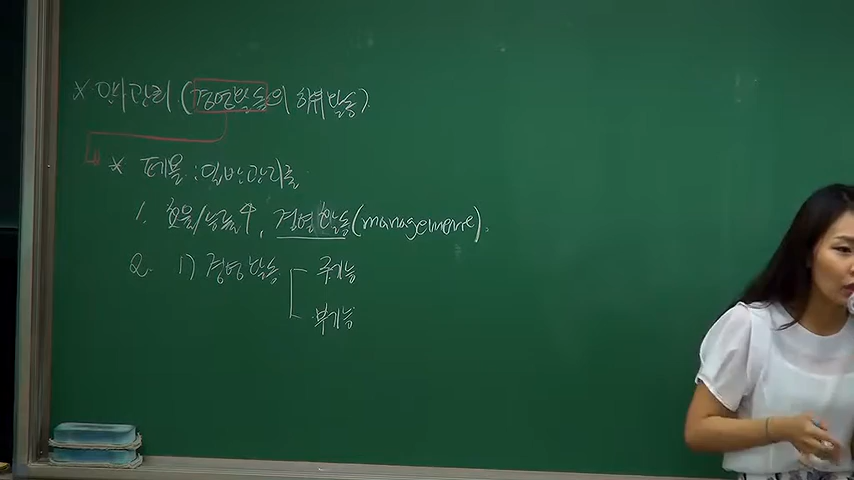 * 인사관리 (경영활동의 하위활동)
* 페욜 : 일반관리론
1. 효율/능률↑, 경영활동(management).
2. 1) 경영활동 주기능
부기능